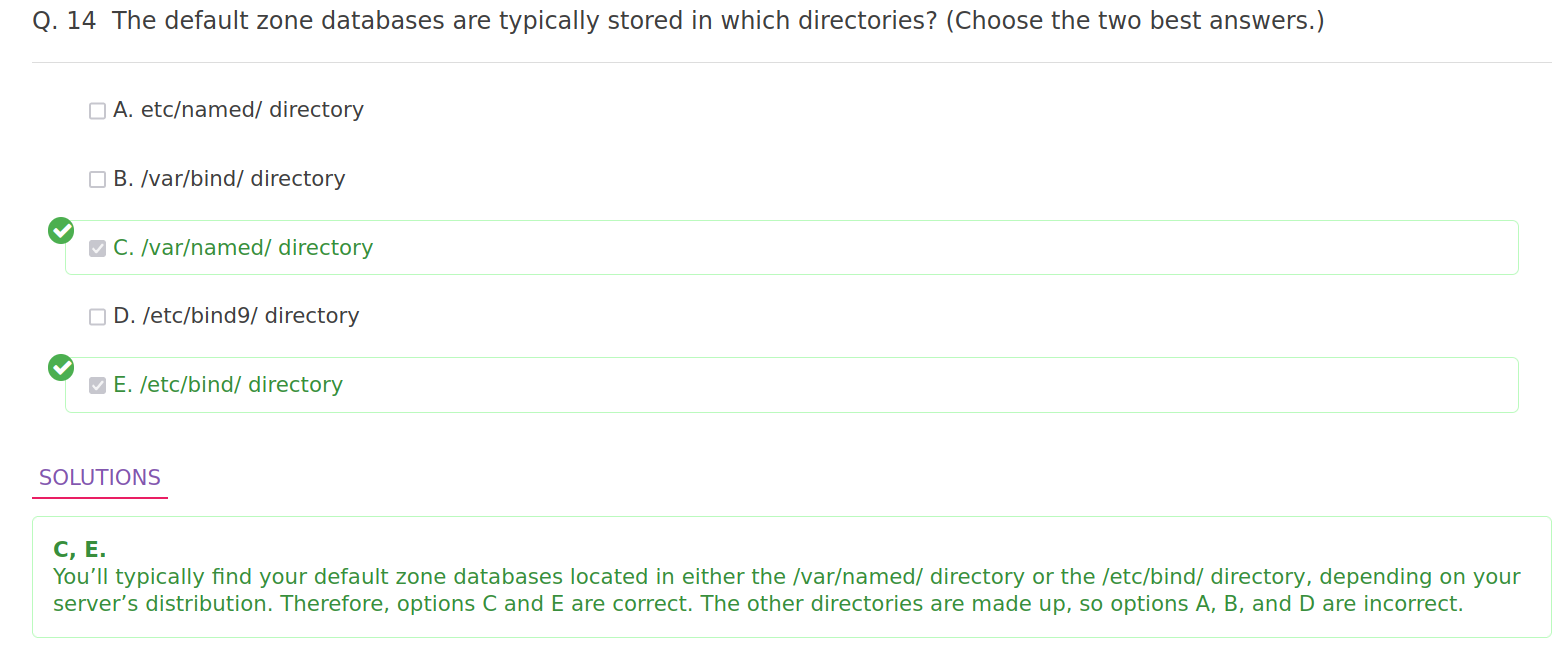 Q. 14 The default zone databases are typically stored in which directories? (Choose the two best answers.)
A. etc/named/ directory
B. /var/bind/ directory
C. /var/named/ directory
D. /etc/bind9/ directory
E. /etc/bind/ directory
SOLUTIONS
C, E.
You’ll typically find your default zone databases located in either the /var/named/ directory or the /etc/bind/ directory, depending on your
server’s distribution. Therefore, options C and E are correct. The other directories are made up, so options A, B, and D are incorrect.